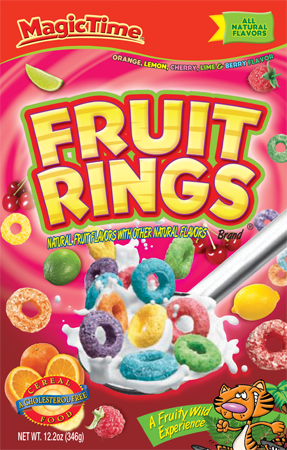 MagicTime
ALL
NATURAL
FLAVORS
ORANGE, LEMON, CHERRY, LIME & BERRY FLAVOR
FRUIT
RINGS
Brand
NATURAL FRUIT FLAVORS WITH OTHER NATURAL FLAVORS
CEREAL
A CHOLESTEROL FREE
FOOD
A Fruity Wild
Experience
NET WT. 12.2oz (346g)